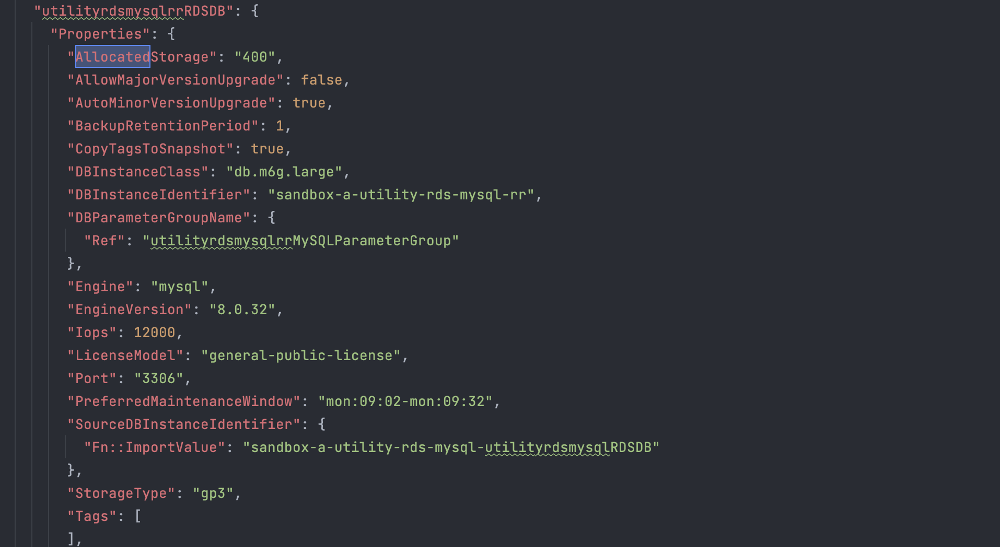 "utilityrdsmysqlrrRDSDB": {
"Properties": {
"AllocatedStorage": "400",
"AllowMajorVersionUpgrade": false,
"AutoMinorVersionUpgrade": true,
"BackupRetentionPeriod": 1,
"CopyTagsToSnapshot": true,
"DBInstanceClass": "db.m6g.large",
"DBInstanceIdentifier": "sandbox-a-utility-rds-mysql-rr",
"DBParameterGroupName": {
"Ref": "utilityrdsmysqlrrMySQLParameterGroup"
},
"Engine": "mysql",
"EngineVersion": "8.0.32",
"Iops": 12000,
"LicenseModel": "general-public-license",
"Port": "3306",
"PreferredMaintenanceWindow": "mon:09:02-mon:09:32",
"SourceDBInstanceIdentifier": {
"Fn::ImportValue": "sandbox-a-utility-rds-mysql-utilityrdsmysqlRDSDB"
},
"StorageType": "gp3",
"Tags": [
],